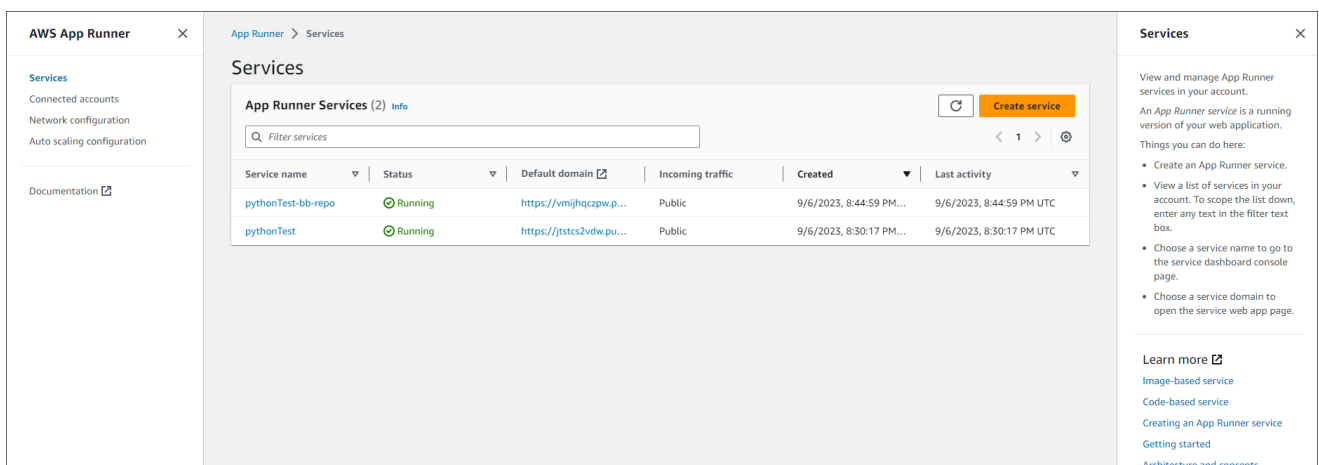 AWS App Runner
Services
Connected accounts
Network configuration
Auto scaling configuration
Documentation
App Runner > Services
Services
App Runner Services (2) Info
Create service
Filter services
1
Service name Status Default domain Incoming traffic Created Last activity
pythonTest-bb-repo Running https://vmijhqczpw.p... Public 9/6/2023, 8:44:59 PM... 9/6/2023, 8:44:59 PM UTC
pythonTest Running https://jtstcs2vdw.pu... Public 9/6/2023, 8:30:17 PM... 9/6/2023, 8:30:17 PM UTC
Services
View and manage App Runner
services in your account.
An App Runner service is a running
version of your web application.
Things you can do here:
• Create an App Runner service.
• View a list of services in your
account. To scope the list down,
enter any text in the filter text
box.
• Choose a service name to go to
the service dashboard console
page.
• Choose a service domain to
open the service web app page.
Learn more
Image-based service
Code-based service
Creating an App Runner service
Getting started
Architecture and concepts